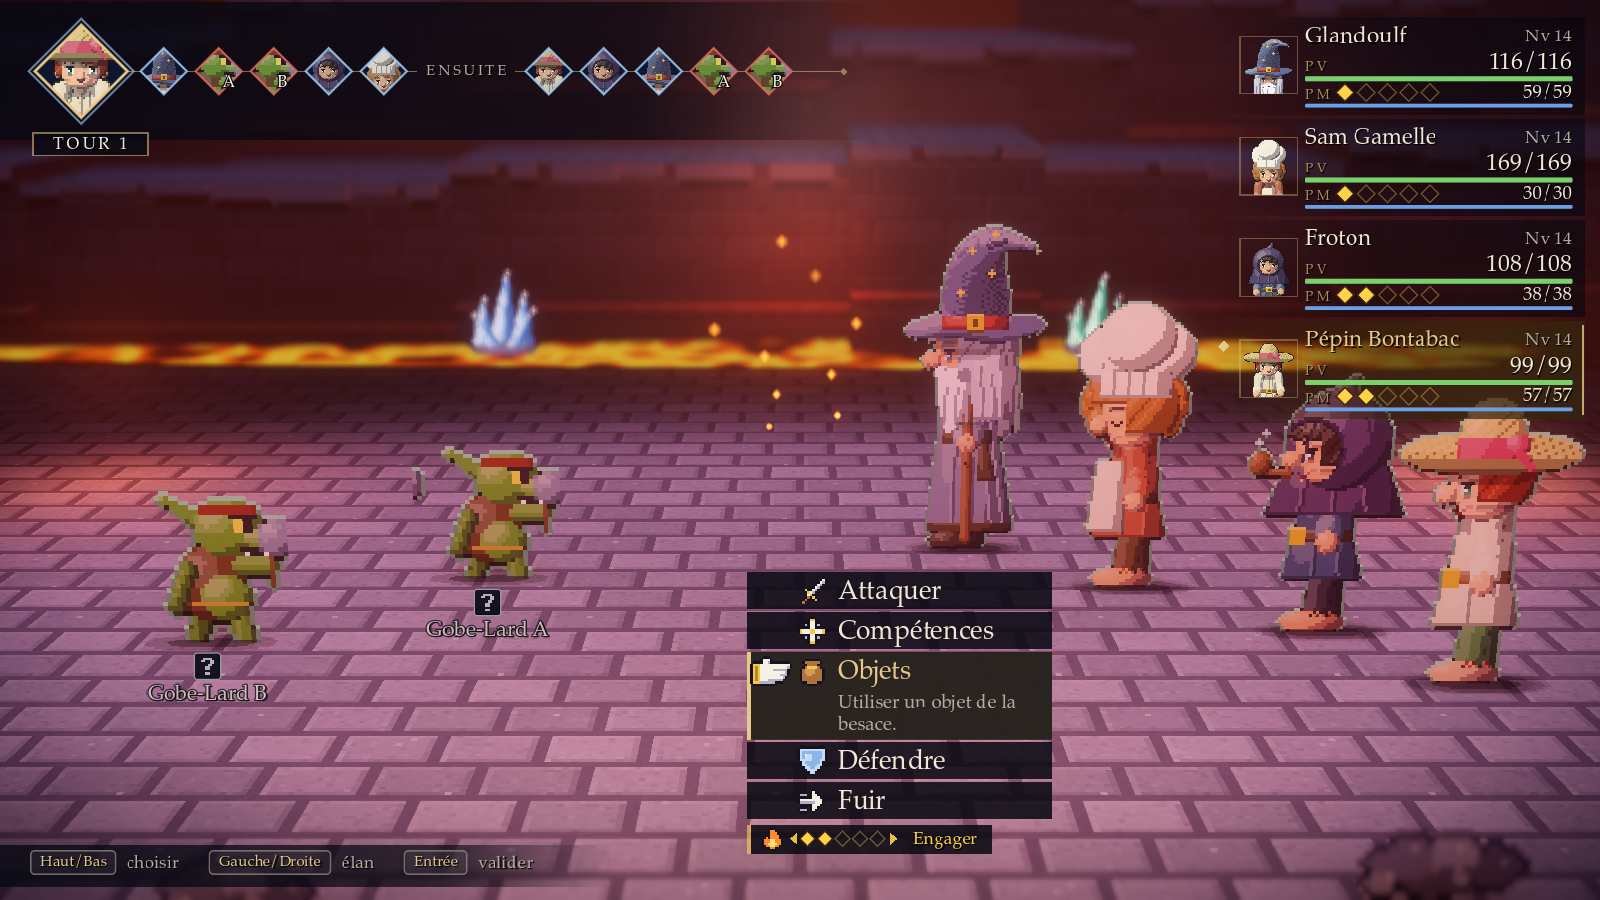 A
B
ENSUITE
A
B
TOUR 1
Glandoulf
Nv 14
PV
116/116
PM
59/59
Sam Gamelle
Nv 14
PV
169/169
PM
30/30
Froton
Nv 14
PV
108/108
PM
38/38
Pépin Bontabac
Nv 14
PV
99/99
PM
57/57
?
Gobe-Lard A
?
Gobe-Lard B
Attaquer
Compétences
Objets
Utiliser un objet de la
besace.
Défendre
Fuir
Engager
Haut/Bas choisir Gauche/Droite élan Entrée valider